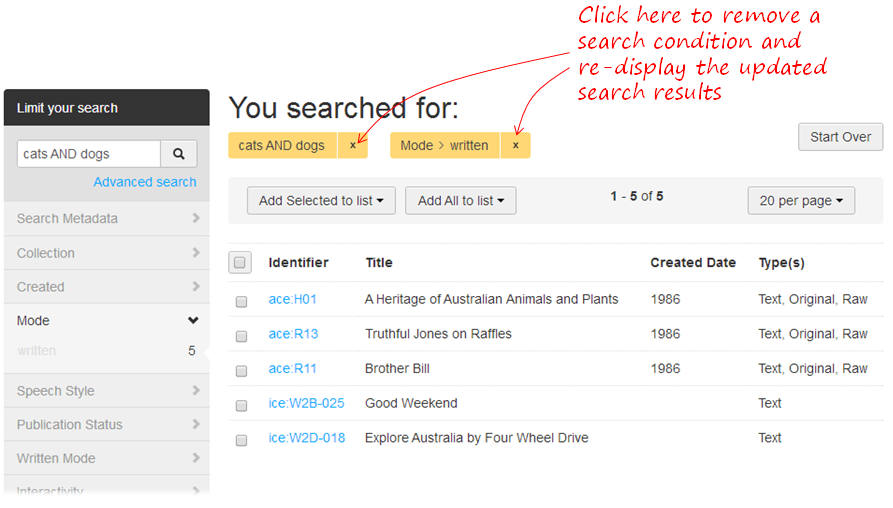 Click here to remove a
search condition and
re-display the updated
search results
Limit your search
cats AND dogs
Advanced search
Search Metadata
Collection
Created
Mode
written 5
Speech Style
Publication Status
Written Mode
Interactivity
You searched for:
cats AND dogs x Mode > written x
Start Over
Add Selected to list Add All to list 1 - 5 of 5 20 per page
Identifier Title Created Date Type(s)
ace:H01 A Heritage of Australian Animals and Plants 1986 Text, Original, Raw
ace:R13 Truthful Jones on Raffles 1986 Text, Original, Raw
ace:R11 Brother Bill 1986 Text, Original, Raw
ice:W2B-025 Good Weekend Text
ice:W2D-018 Explore Australia by Four Wheel Drive Text